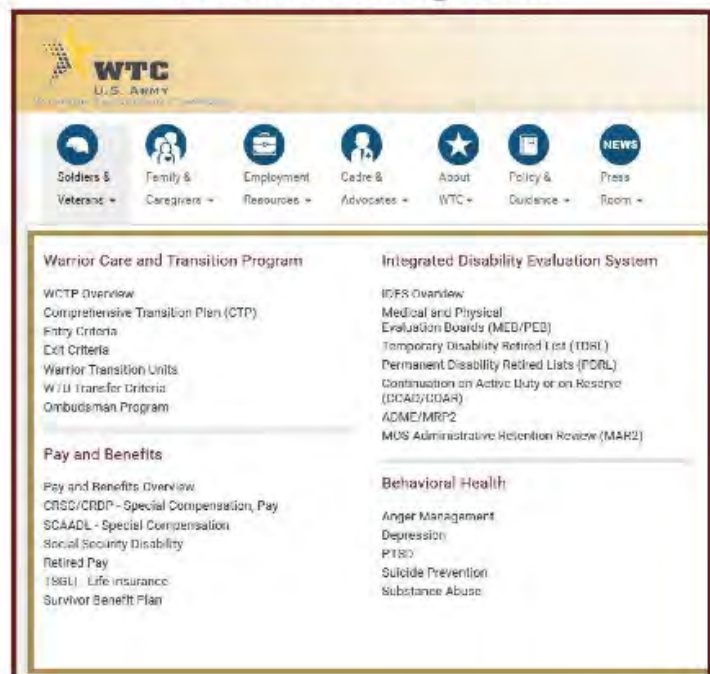 WTC
U.S. ARMY
NEWS
Soldiers & Veterans
Family & Caregivers
Employment Resources
Cadre & Advocates
About WTC
Policy & Guidance
Press Room
Warrior Care and Transition Program
WCTP Overview
Comprehensive Transition Plan (CTP)
Entry Criteria
Exit Criteria
Warrior Transition Units
WTU Transfer Criteria
Ombudsman Program
Pay and Benefits
Pay and Benefits Overview
CRSC/CRDP - Special Compensation, Pay
SCAADL - Special Compensation
Social Security Disability
Retired Pay
TSGLI - Life Insurance
Survivor Benefit Plan
Integrated Disability Evaluation System
IDES Overview
Medical and Physical
Evaluation Boards (MEB/PEB)
Temporary Disability Retired List (TDRL)
Permanent Disability Retired Lists (PDRL)
Continuation on Active Duty or on Reserve
(COAD/COAR)
ADME/MRP2
MOS Administrative Retention Review (MAR2)
Behavioral Health
Anger Management
Depression
PTSD
Suicide Prevention
Substance Abuse